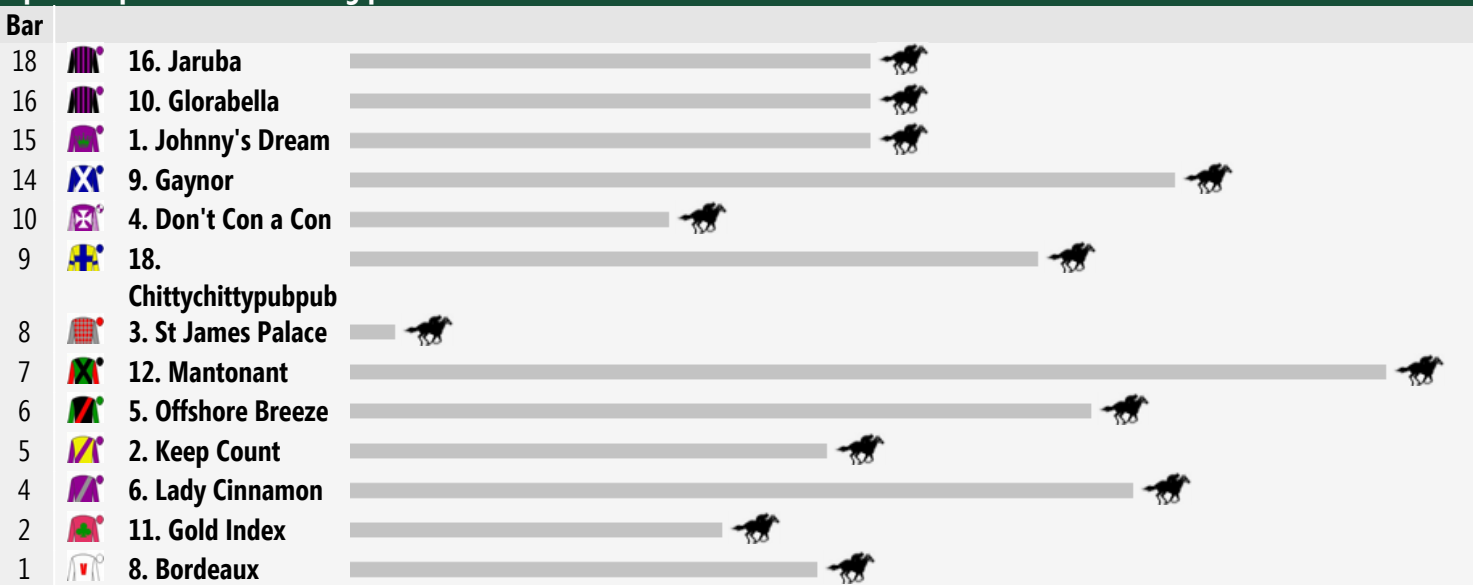 Bar
18 16. Jaruba
16 10. Glorabella
15 1. Johnny's Dream
14 9. Gaynor
10 4. Don't Con a Con
9 18.
Chittychittypubpub
8 3. St James Palace
7 12. Mantonant
6 5. Offshore Breeze
5 2. Keep Count
4 6. Lady Cinnamon
2 11. Gold Index
1 8. Bordeaux